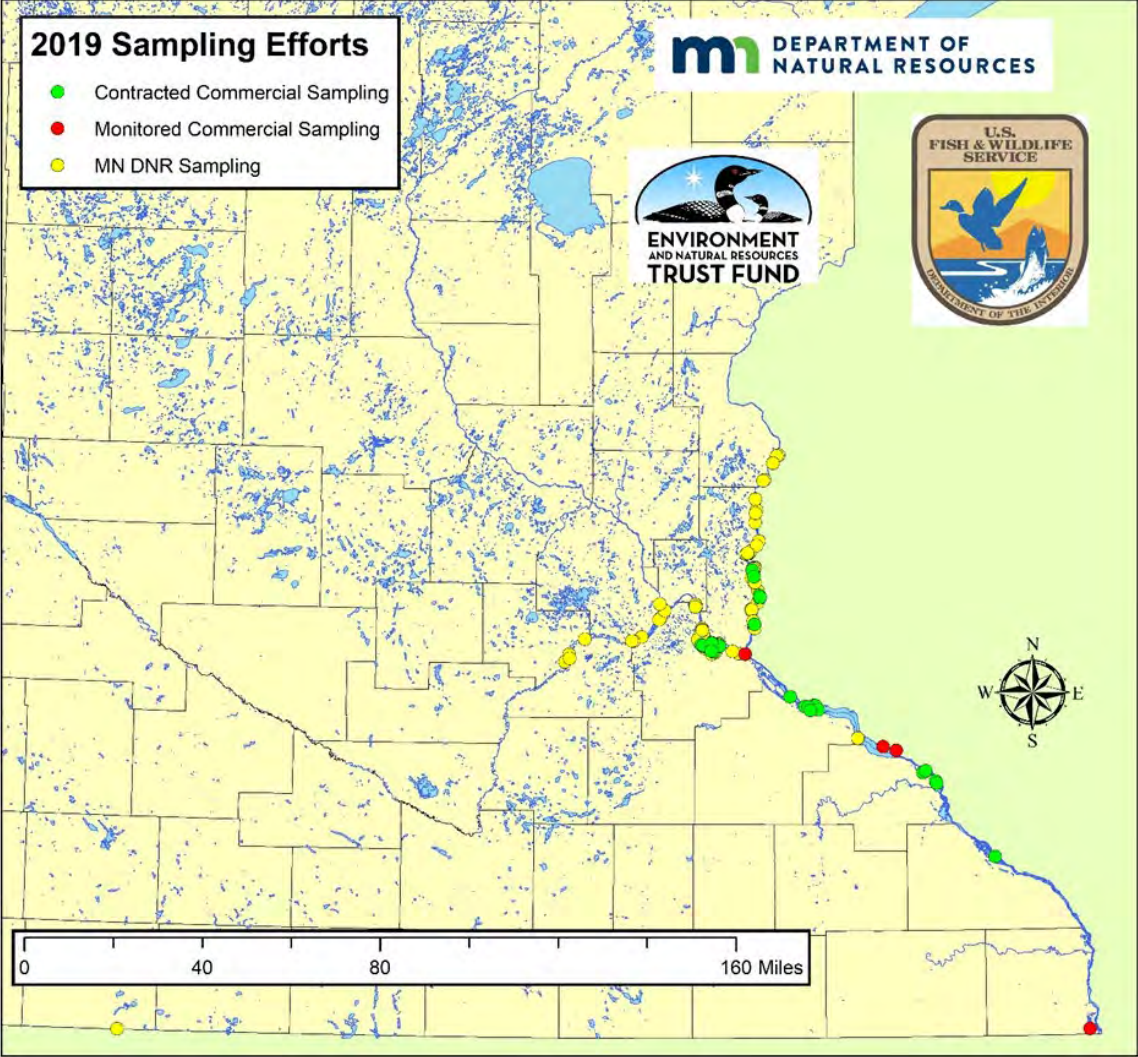 2019 Sampling Efforts
Contracted Commercial Sampling
Monitored Commercial Sampling
MN DNR Sampling
mn DEPARTMENT OF
NATURAL RESOURCES
U.S.
FISH & WILDLIFE
SERVICE
DEPARTMENT OF THE INTERIOR
ENVIRONMENT
AND NATURAL RESOURCES
TRUST FUND
N
W E
S
0 40 80 160 Miles